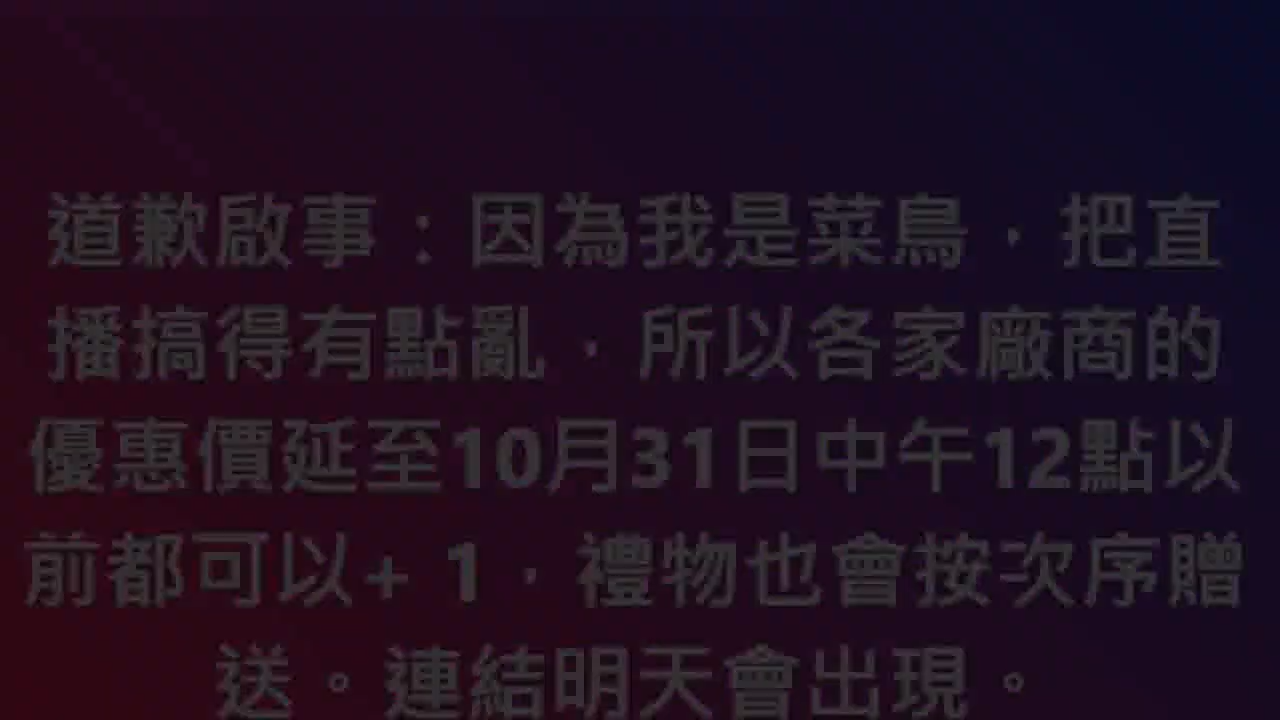 道歉啟事：因為我是菜鳥，把直
播搞得有點亂，所以各家廠商的
優惠價延至10月31日中午12點以
前都可以+ 1，禮物也會按次序贈
送。連結明天會出現。